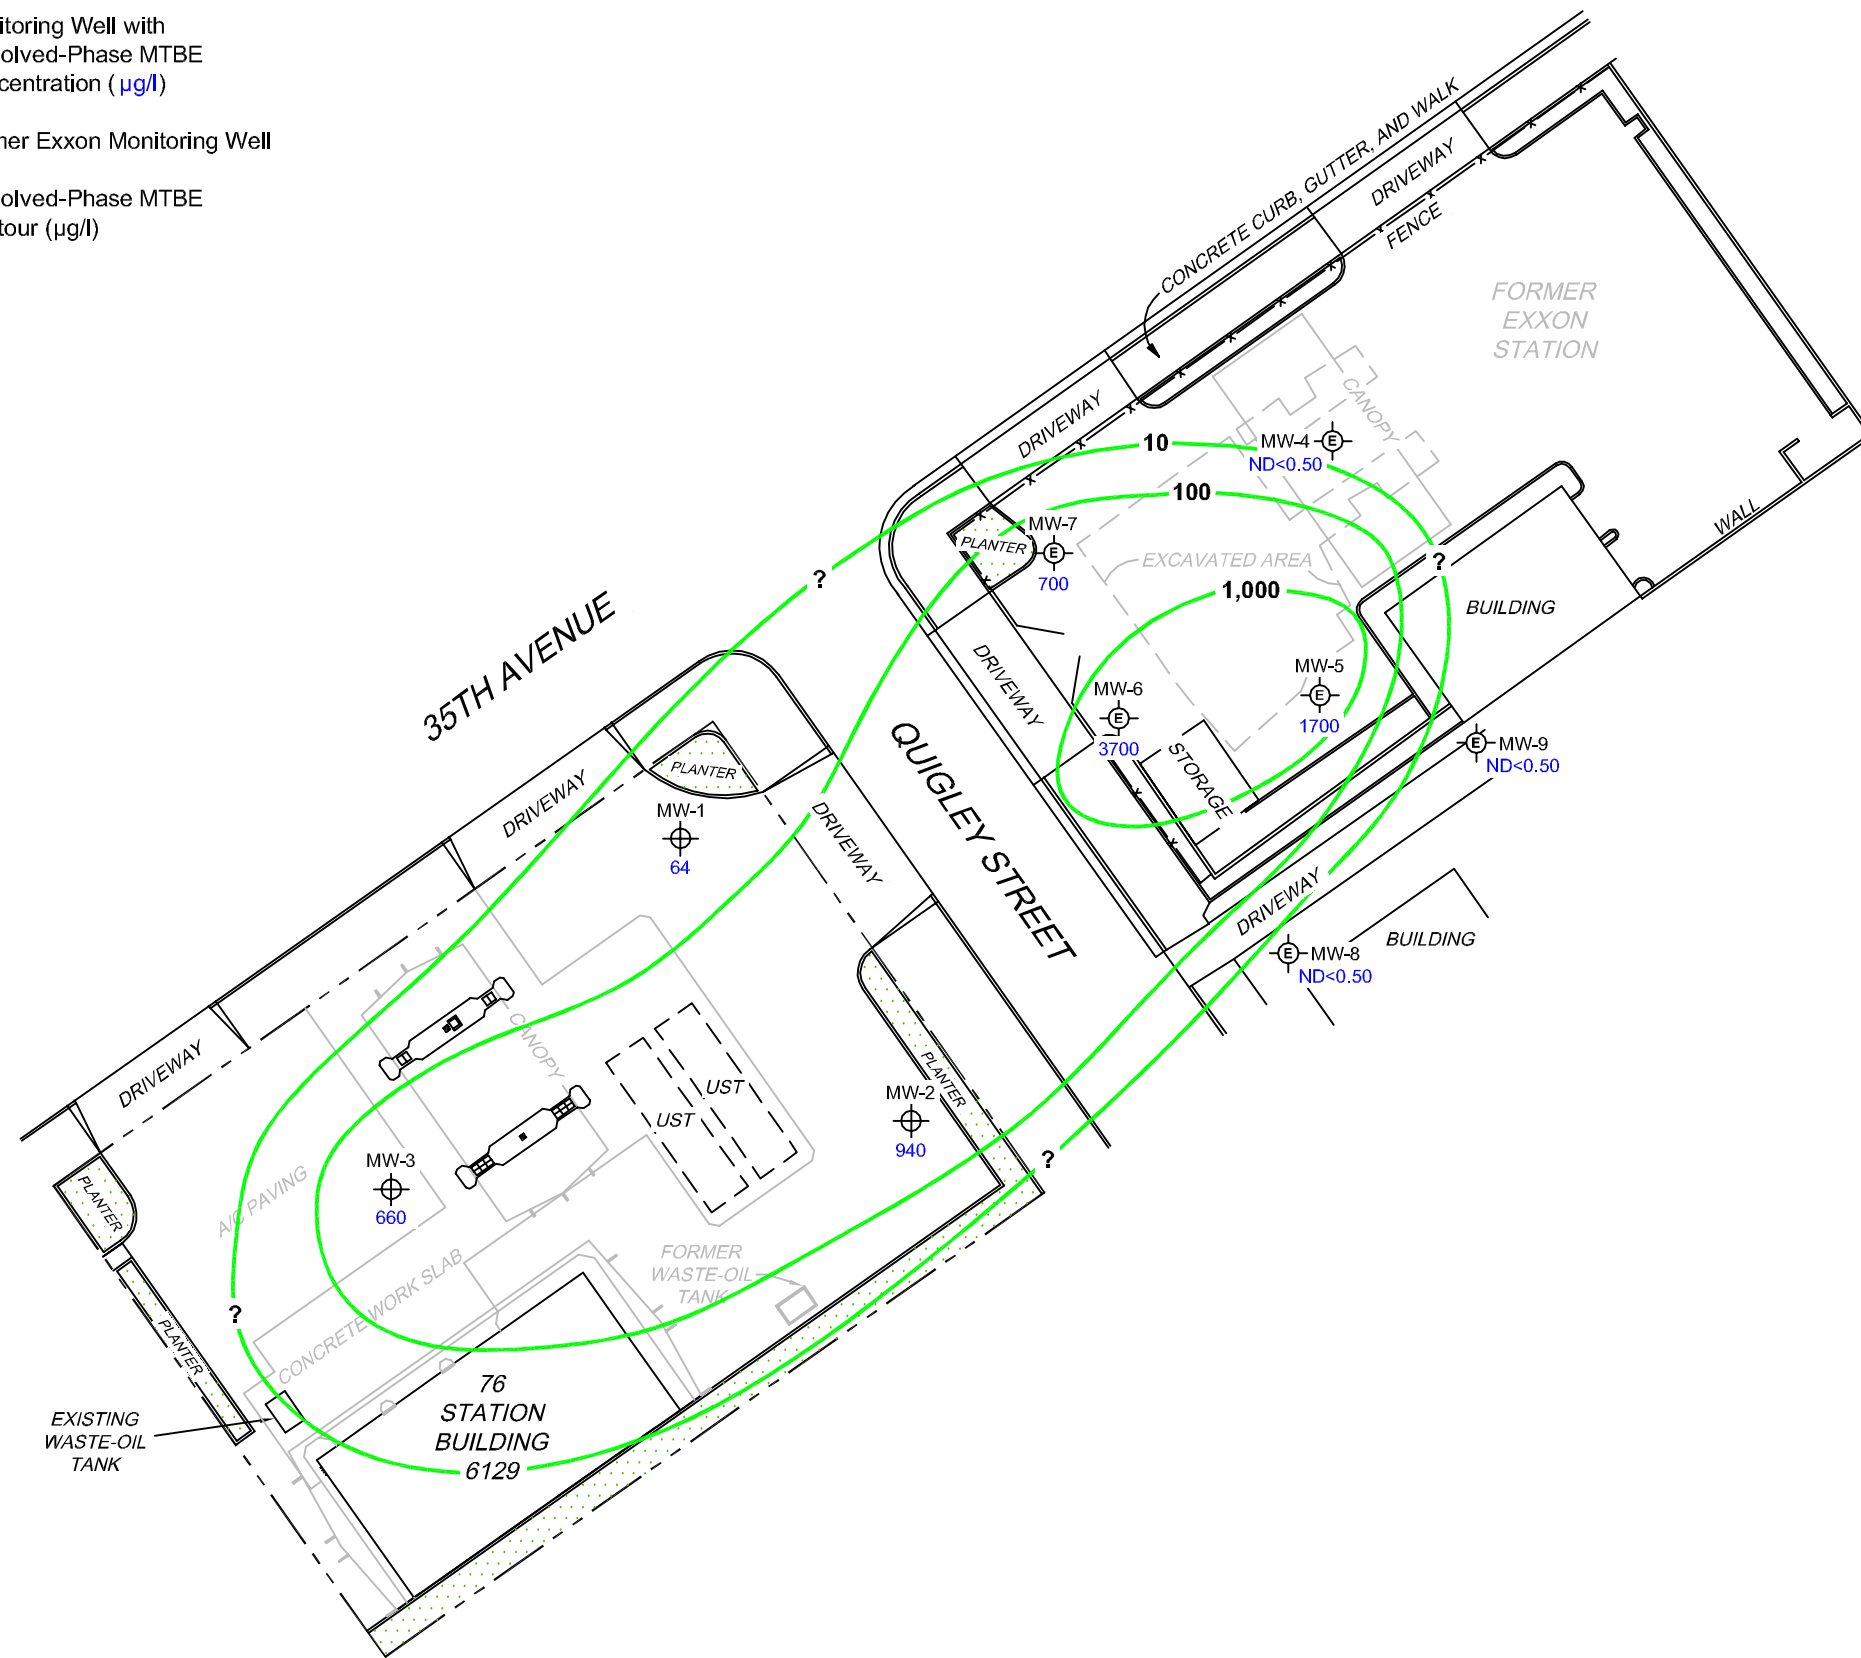 itoring Well with
olved-Phase MTBE
centration (µg/l)
ner Exxon Monitoring Well
olved-Phase MTBE
tour (µg/l)
CONCRETE CURB, GUTTER, AND WALK
DRIVEWAY
FENCE
FORMER
EXXON
STATION
CANOPY
DRIVEWAY
10
MW-4
E
ND<0.50
100
MW-7
E
700
PLANTER
EXCAVATED AREA
?
WALL
?
1,000
BUILDING
35TH AVENUE
DRIVEWAY
MW-5
E
1700
MW-6
E
3700
STORAGE
MW-9
E
ND<0.50
QUIGLEY STREET
PLANTER
DRIVEWAY
MW-1
64
DRIVEWAY
DRIVEWAY
BUILDING
MW-8
E
ND<0.50
CANOPY
DRIVEWAY
UST
UST
PLANTER
MW-2
940
?
MW-3
660
A/C PAVING
PLANTER
FORMER
WASTE-OIL
TANK
CONCRETE WORK SLAB
?
PLANTER
76
STATION
BUILDING
6129
EXISTING
WASTE-OIL
TANK